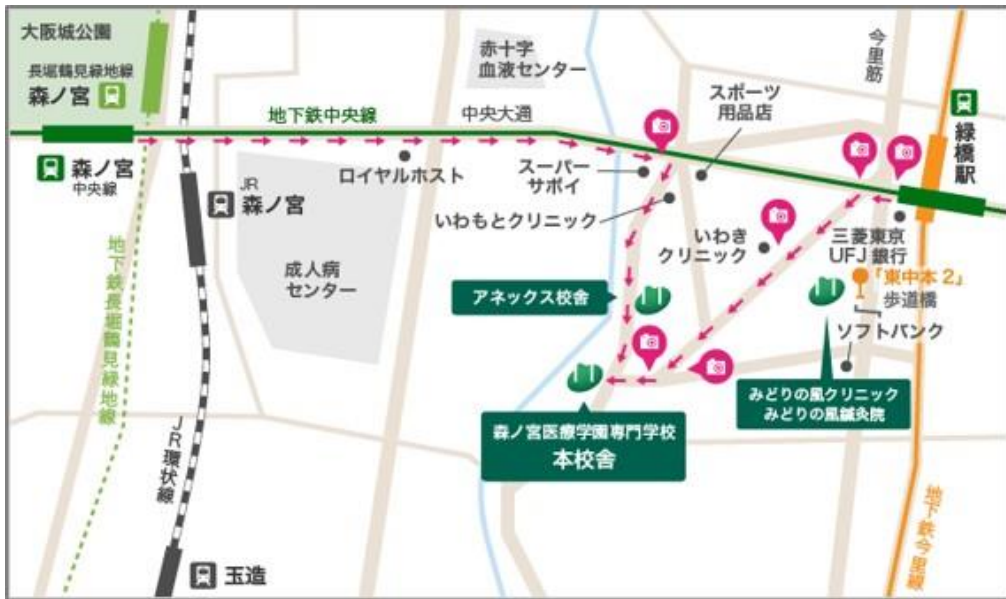 大阪城公園
長堀鶴見緑地線
森ノ宮
森ノ宮
中央線
地下鉄中央線
中央大通
赤十字
血液センター
スポーツ
用品店
今里筋
緑橋駅
JR
森ノ宮
ロイヤルホスト
スーパー
サボイ
いわもとクリニック
いわき
クリニック
三菱東京
UFJ銀行
「東中本2」
歩道橋
ソフトバンク
成人病
センター
アネックス校舎
地下鉄長堀鶴見緑地線
JR環状線
森ノ宮医療学園専門学校
本校舎
みどりの風クリニック
みどりの風鍼灸院
地下鉄今里線
玉造